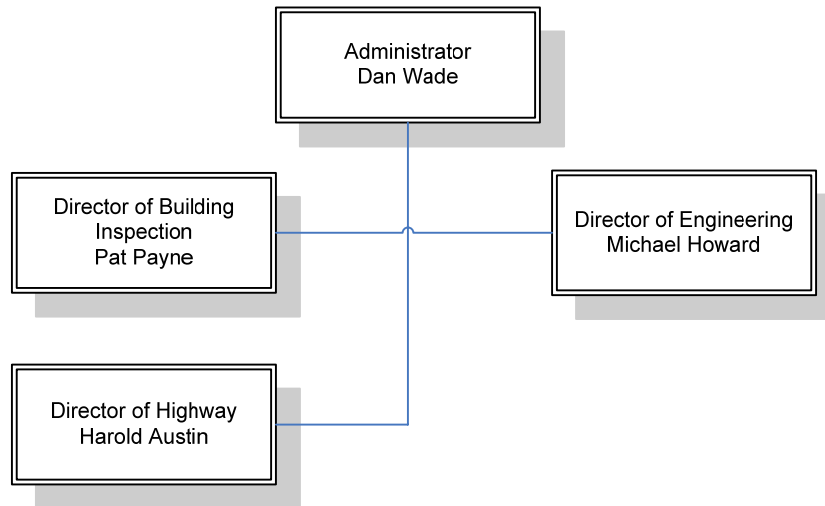 Administrator
Dan Wade
Director of Building
Inspection
Pat Payne
Director of Engineering
Michael Howard
Director of Highway
Harold Austin